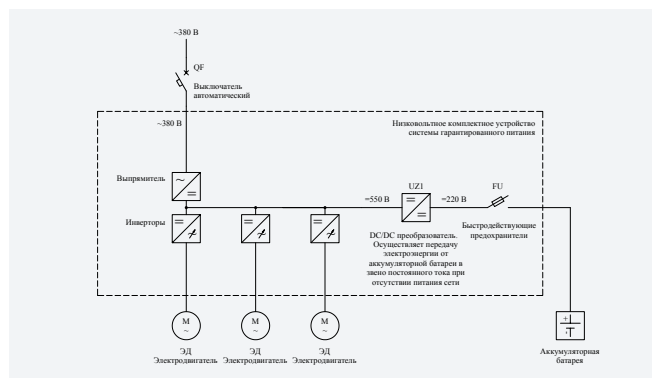 ~380 В
QF
Выключатель
автоматический
~380 В
Низковольтное комплектное устройство
системы гарантированного питания
Выпрямитель
UZ1
FU
=550 В
=220 В
Инверторы
Быстродействующие
предохранители
DC/DC преобразователь.
Осуществляет передачу
электроэнергии от
аккумуляторной батареи в
звено постоянного тока при
отсутствии питания сети
M
~
M
~
M
~
ЭД
Электродвигатель
ЭД
Электродвигатель
ЭД
Электродвигатель
Аккумуляторная
батарея